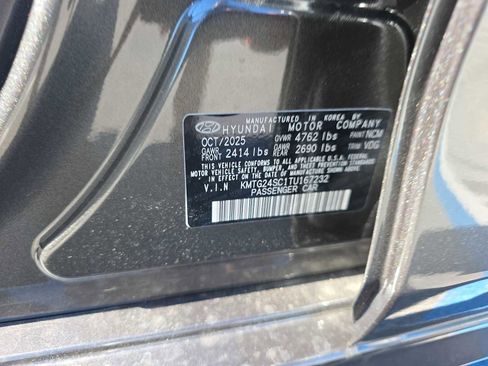 MANUFACTURED IN KOREA BY
HYUNDAI MOTOR COMPANY
OCT/2025 GVWR 4762 lbs PAINT NCM
GAWR FRONT 2414 lbs GAWR REAR 2690 lbs TRIM VDG
THIS VEHICLE CONFORMS TO ALL APPLICABLE U.S.A. FEDERAL
MOTOR VEHICLE SAFETY, BUMPER, AND THEFT PREVENTION STANDARDS
IN EFFECT ON THE DATE OF MANUFACTURE SHOWN ABOVE.
V.I.N KMTG24SC1TU167232
PASSENGER CAR